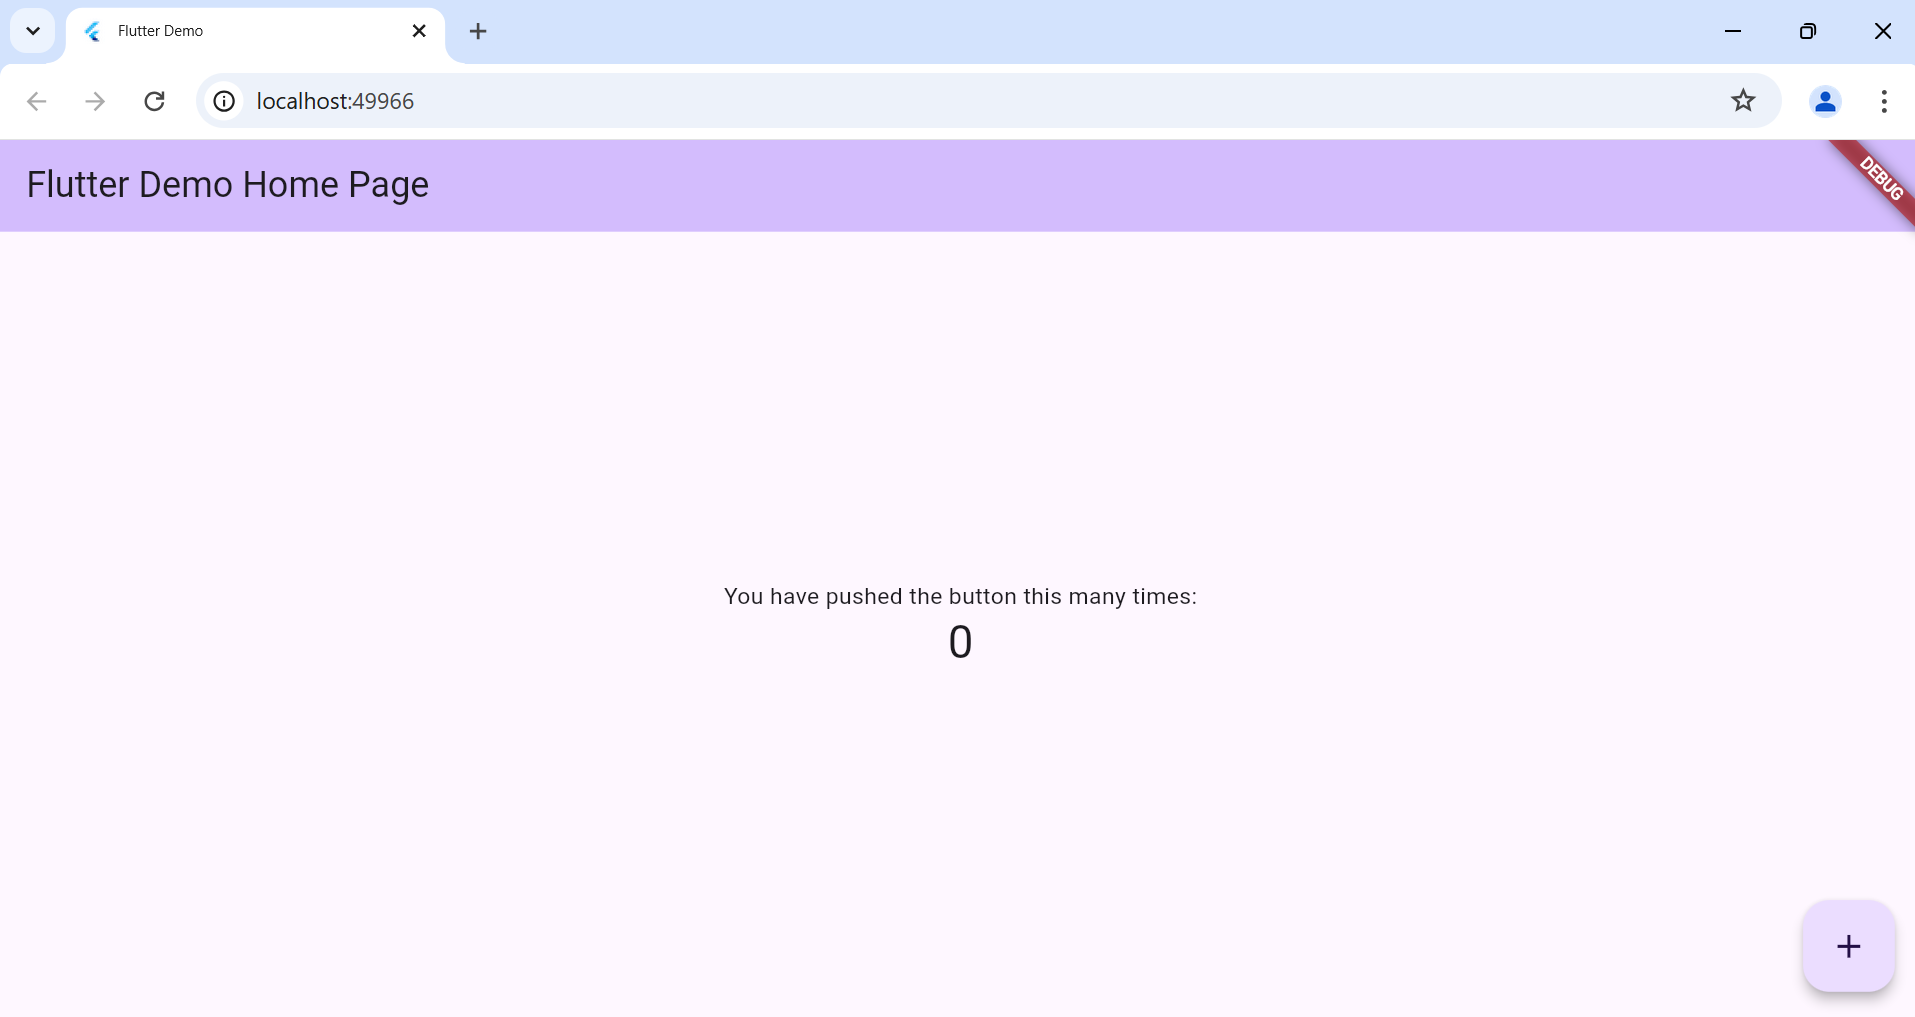 Flutter Demo
localhost:49966
Flutter Demo Home Page
DEBUG
You have pushed the button this many times:
0